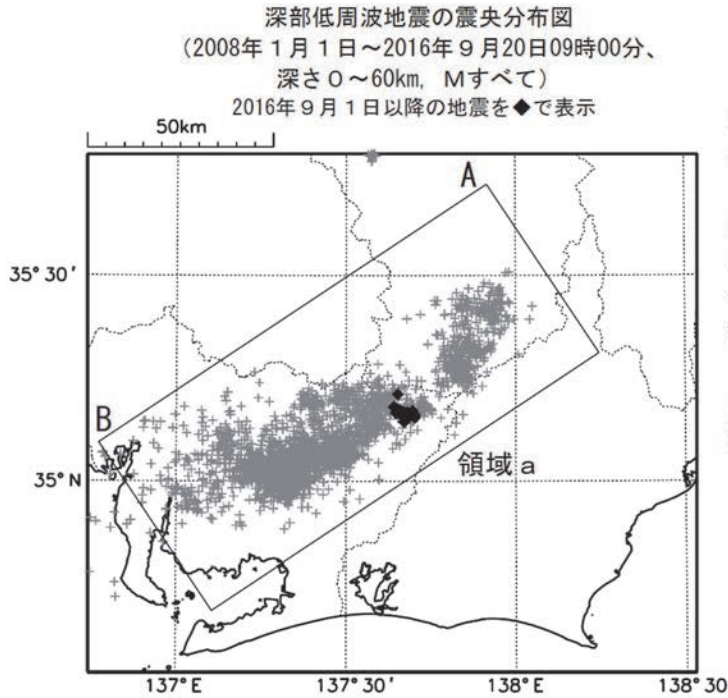 深部低周波地震の震央分布図
(2008年1月1日～2016年9月20日09時00分、
深さ0～60km, Mすべて)
2016年9月1日以降の地震を◆で表示
50km
A
35°30′
B
領域a
35°N
137°E
137°30′
138°E
138°30′